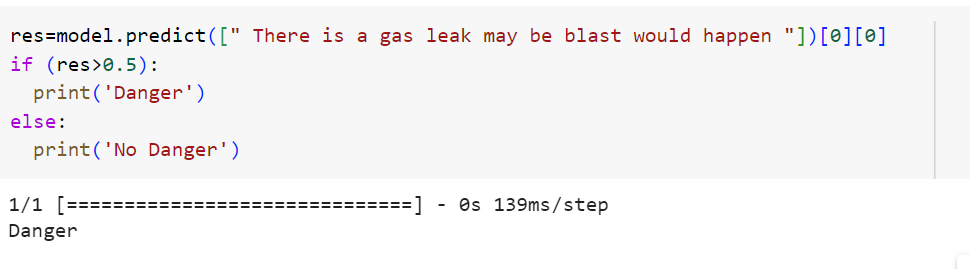 res=model.predict([" There is a gas leak may be blast would happen "])[0][0]
if (res>0.5):
  print('Danger')
else:
  print('No Danger')
1/1 [==============================] - 0s 139ms/step
Danger